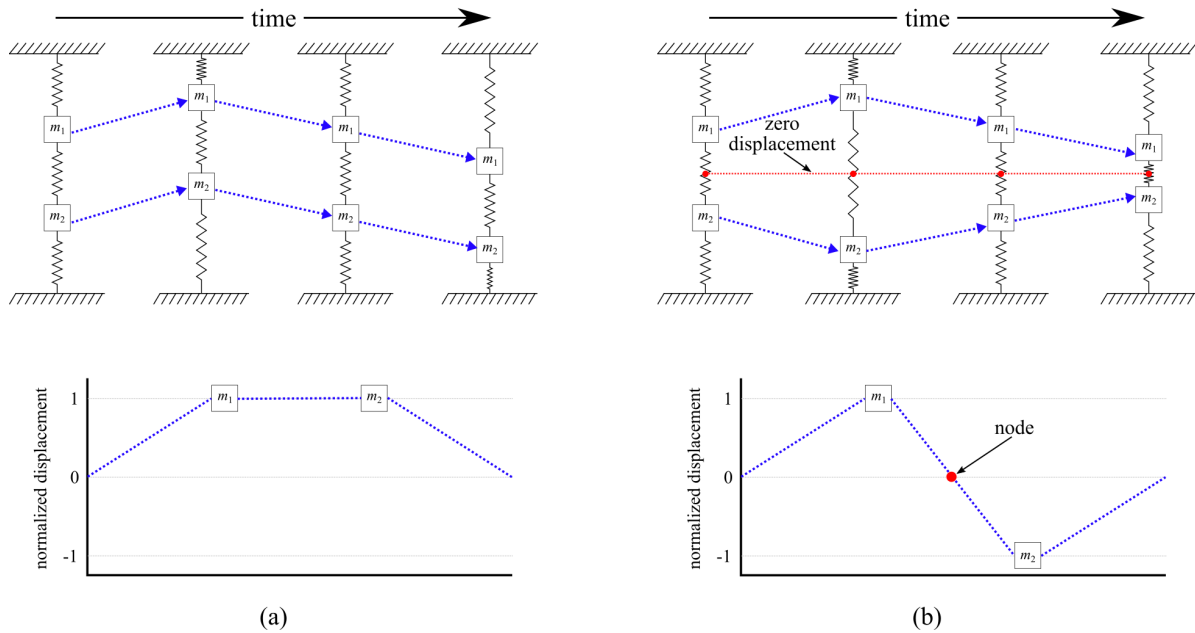 time
m1
m1
m1
m1
m2
m2
m2
m2
normalized displacement
1
0
-1
m1
m2
(a)
time
m1
m1
m1
m1
zero
displacement
m2
m2
m2
m2
normalized displacement
1
0
-1
m1
node
m2
(b)